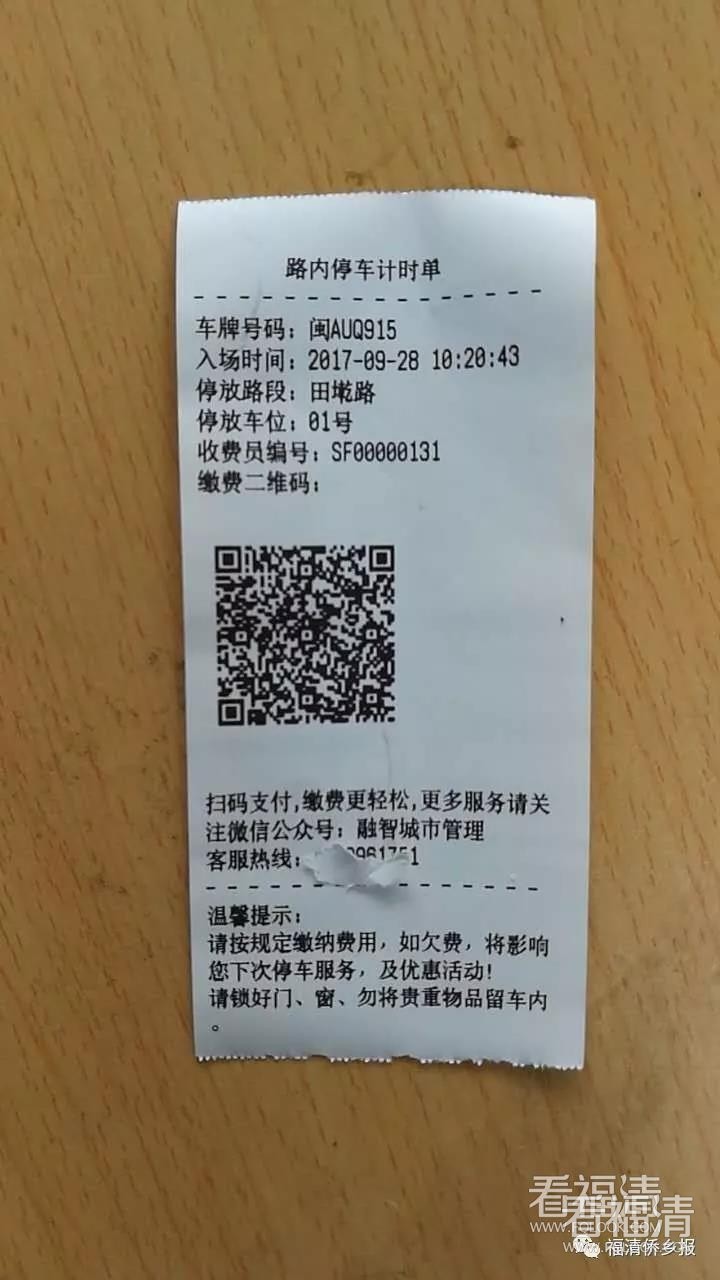 路内停车计时单
车牌号码：闽AUQ915
入场时间：2017-09-28 10:20:43
停放路段：田墘路
停放车位：01号
收费员编号：SF00000131
缴费二维码：
扫码支付,缴费更轻松,更多服务请关
注微信公众号：融智城市管理
客服热线：
温馨提示：
请按规定缴纳费用，如欠费，将影响
您下次停车服务，及优惠活动!
请锁好门、窗、勿将贵重物品留车内
。
看福清
看福清
福清侨乡报